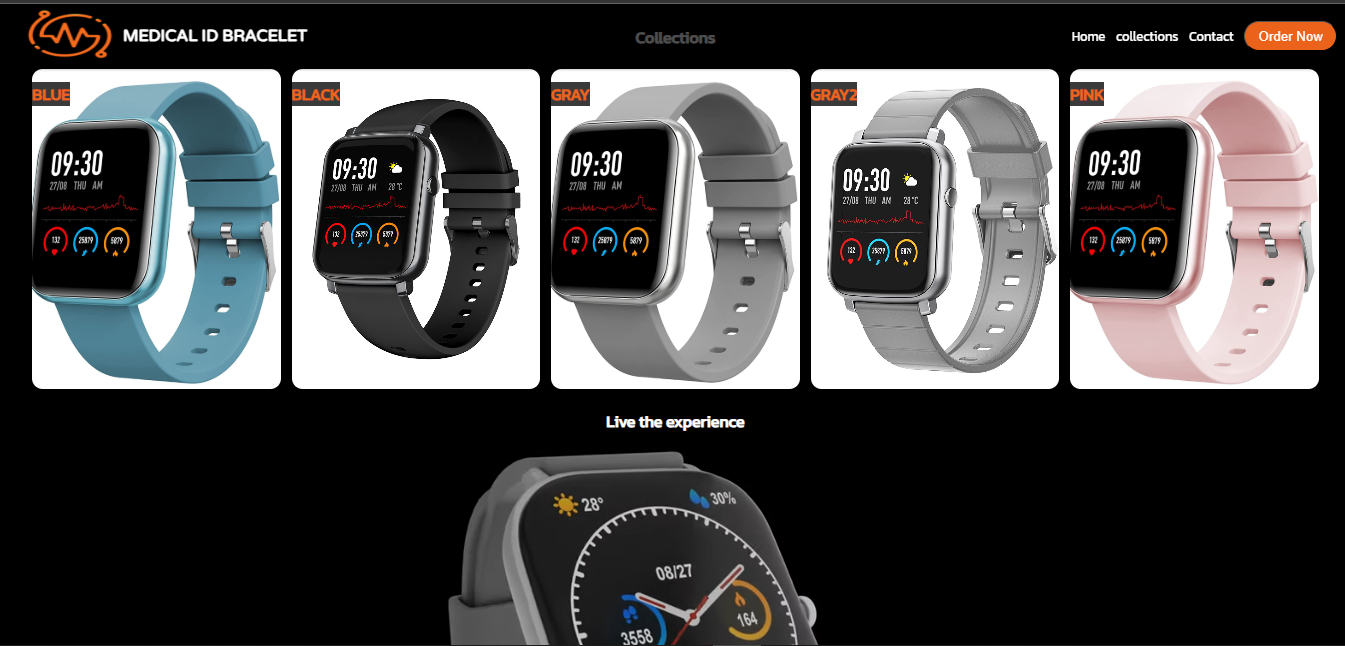 MEDICAL ID BRACELET
Collections
Home collections Contact Order Now
BLUE
09:30
27/08 THU AM
132 25879 5879
BLACK
09:30
27/08 THU AM 28°C
132 25879 5879
GRAY
09:30
27/08 THU AM
132 25879 5879
GRAY2
09:30
27/08 THU AM 28°C
132 25879 5879
PINK
09:30
27/08 THU AM
132 25879 5879
Live the experience
28° 30%
08/27
3558 164